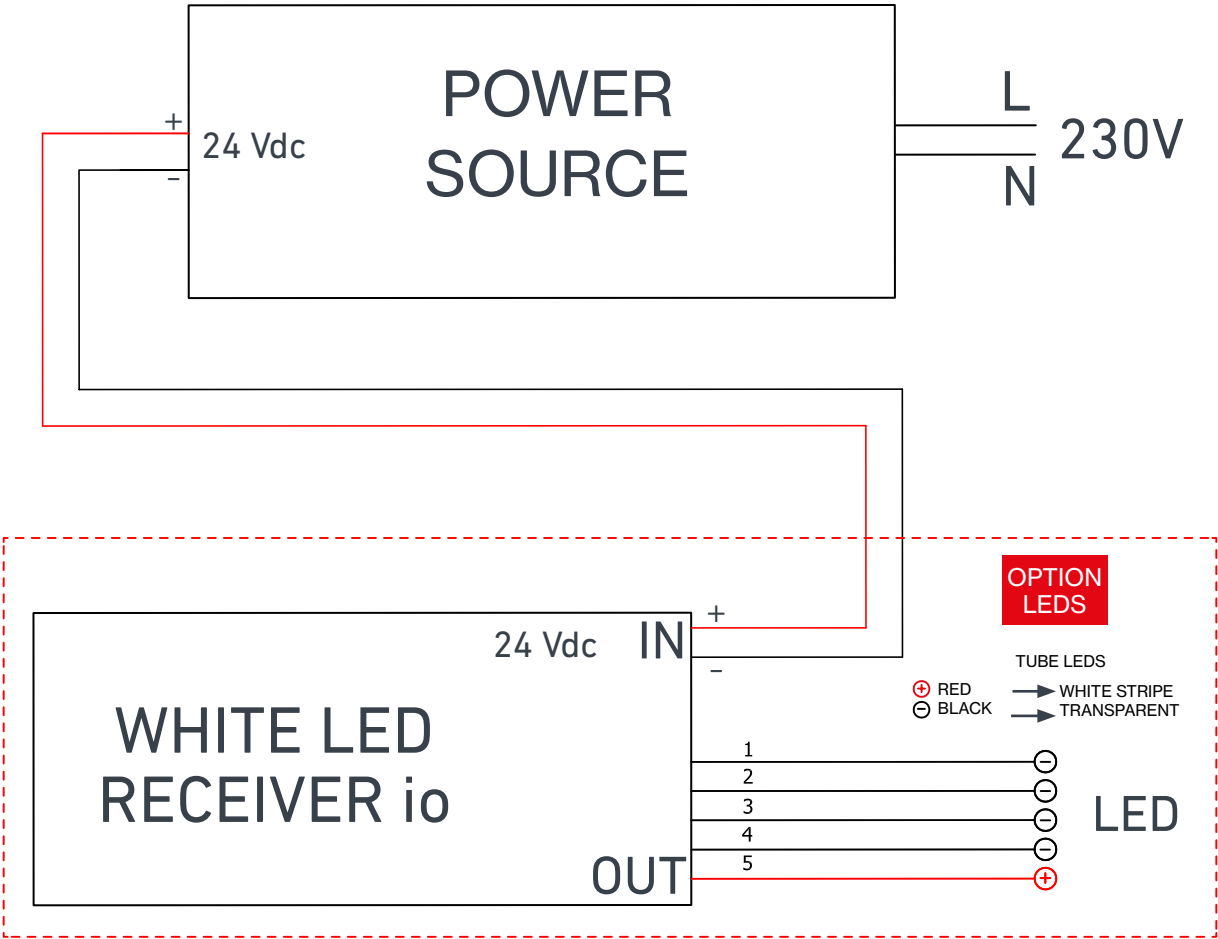 POWER
SOURCE
L
230V
N
+
24 Vdc
-
OPTION
LEDS
24 Vdc IN
+
-
TUBE LEDS
+ RED WHITE STRIPE
- BLACK TRANSPARENT
WHITE LED
RECEIVER io
OUT
1 -
2 -
3 -
4 -
5 +
LED